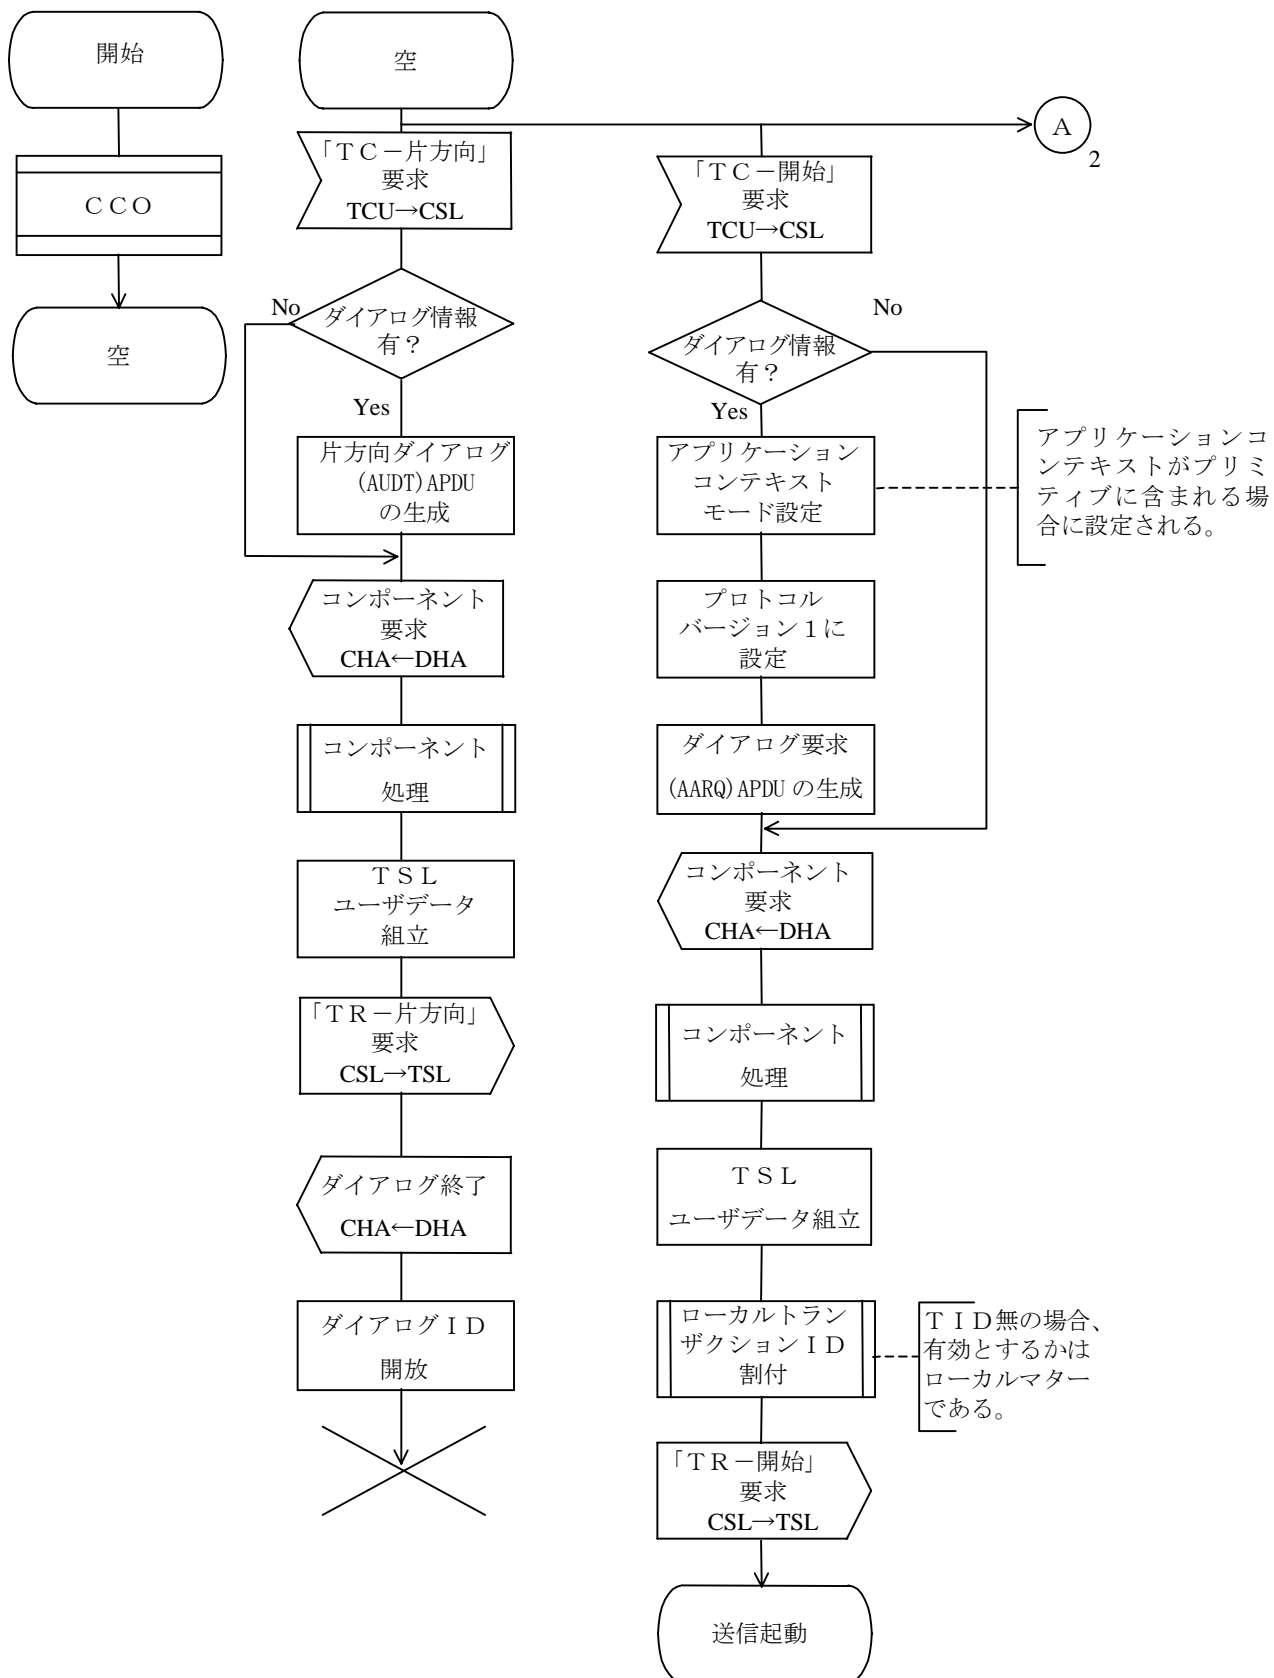 開始
CCO
空
空
「TC－片方向」
要求
TCU→CSL
ダイアログ情報
有？
No
Yes
片方向ダイアログ
(AUDT)APDU
の生成
コンポーネント
要求
CHA←DHA
コンポーネント
処理
TSL
ユーザデータ
組立
「TR－片方向」
要求
CSL→TSL
ダイアログ終了
CHA←DHA
ダイアログID
開放
A
2
「TC－開始」
要求
TCU→CSL
ダイアログ情報
有？
No
Yes
アプリケーション
コンテキスト
モード設定
アプリケーションコ
ンテキストがプリミ
ティブに含まれる場
合に設定される。
プロトコル
バージョン１に
設定
ダイアログ要求
(AARQ)APDUの生成
コンポーネント
要求
CHA←DHA
コンポーネント
処理
TSL
ユーザデータ組立
ローカルトラン
ザクションID
割付
TID無の場合、
有効とするかは
ローカルマター
である。
「TR－開始」
要求
CSL→TSL
送信起動